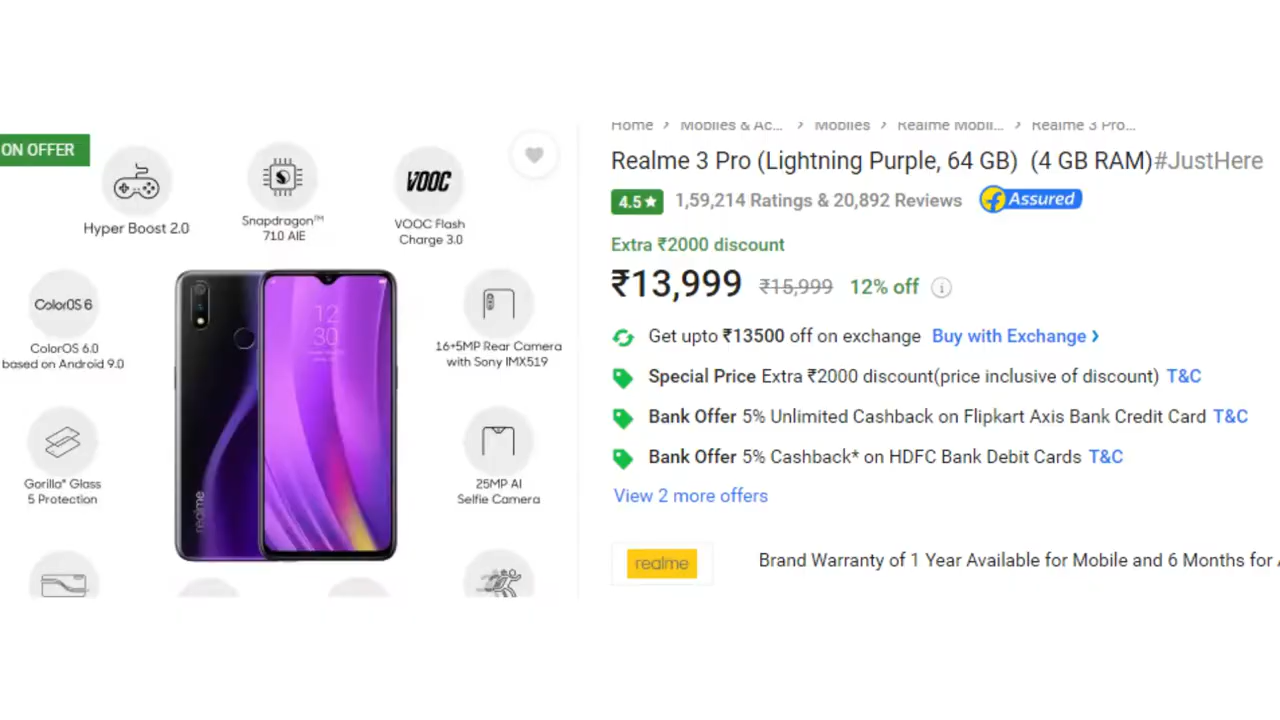 ON OFFER
Hyper Boost 2.0
Snapdragon™
710 AIE
VOOC
VOOC Flash
Charge 3.0
ColorOS 6
ColorOS 6.0
based on Android 9.0
12
30
16+5MP Rear Camera
with Sony IMX519
Gorilla® Glass
5 Protection
25MP AI
Selfie Camera
realme
Home > Mobiles & Ac... > Mobiles > Realme Mobil... > Realme 3 Pro...
Realme 3 Pro (Lightning Purple, 64 GB) (4 GB RAM)#JustHere
4.5★ 1,59,214 Ratings & 20,892 Reviews f Assured
Extra ₹2000 discount
₹13,999 ₹15,999 12% off i
Get upto ₹13500 off on exchange Buy with Exchange >
Special Price Extra ₹2000 discount(price inclusive of discount) T&C
Bank Offer 5% Unlimited Cashback on Flipkart Axis Bank Credit Card T&C
Bank Offer 5% Cashback* on HDFC Bank Debit Cards T&C
View 2 more offers
realme Brand Warranty of 1 Year Available for Mobile and 6 Months for